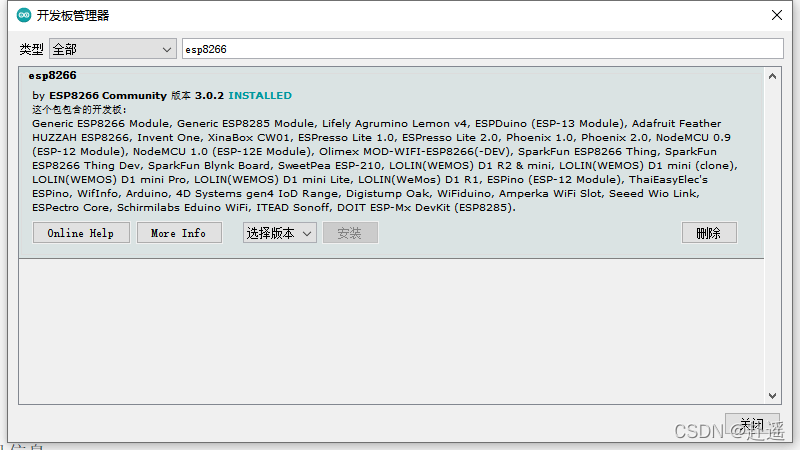 开发板管理器
类型 全部 esp8266
esp8266
by ESP8266 Community 版本 3.0.2 INSTALLED
这个包包含的开发板:
Generic ESP8266 Module, Generic ESP8285 Module, Lifely Agrumino Lemon v4, ESPDuino (ESP-13 Module), Adafruit Feather
HUZZAH ESP8266, Invent One, XinaBox CW01, ESPresso Lite 1.0, ESPresso Lite 2.0, Phoenix 1.0, Phoenix 2.0, NodeMCU 0.9
(ESP-12 Module), NodeMCU 1.0 (ESP-12E Module), Olimex MOD-WIFI-ESP8266(-DEV), SparkFun ESP8266 Thing, SparkFun
ESP8266 Thing Dev, SparkFun Blynk Board, SweetPea ESP-210, LOLIN(WEMOS) D1 R2 & mini, LOLIN(WEMOS) D1 mini (clone),
LOLIN(WEMOS) D1 mini Pro, LOLIN(WEMOS) D1 mini Lite, LOLIN(WeMos) D1 R1, ESPino (ESP-12 Module), ThaiEasyElec's
ESPino, WifInfo, Arduino, 4D Systems gen4 IoD Range, Digistump Oak, WiFiduino, Amperka WiFi Slot, Seeed Wio Link,
ESPectro Core, Schirmilabs Eduino WiFi, ITEAD Sonoff, DOIT ESP-Mx DevKit (ESP8285).
Online Help More Info 选择版本 安装 删除
关闭
CSDN @赶遥
信息